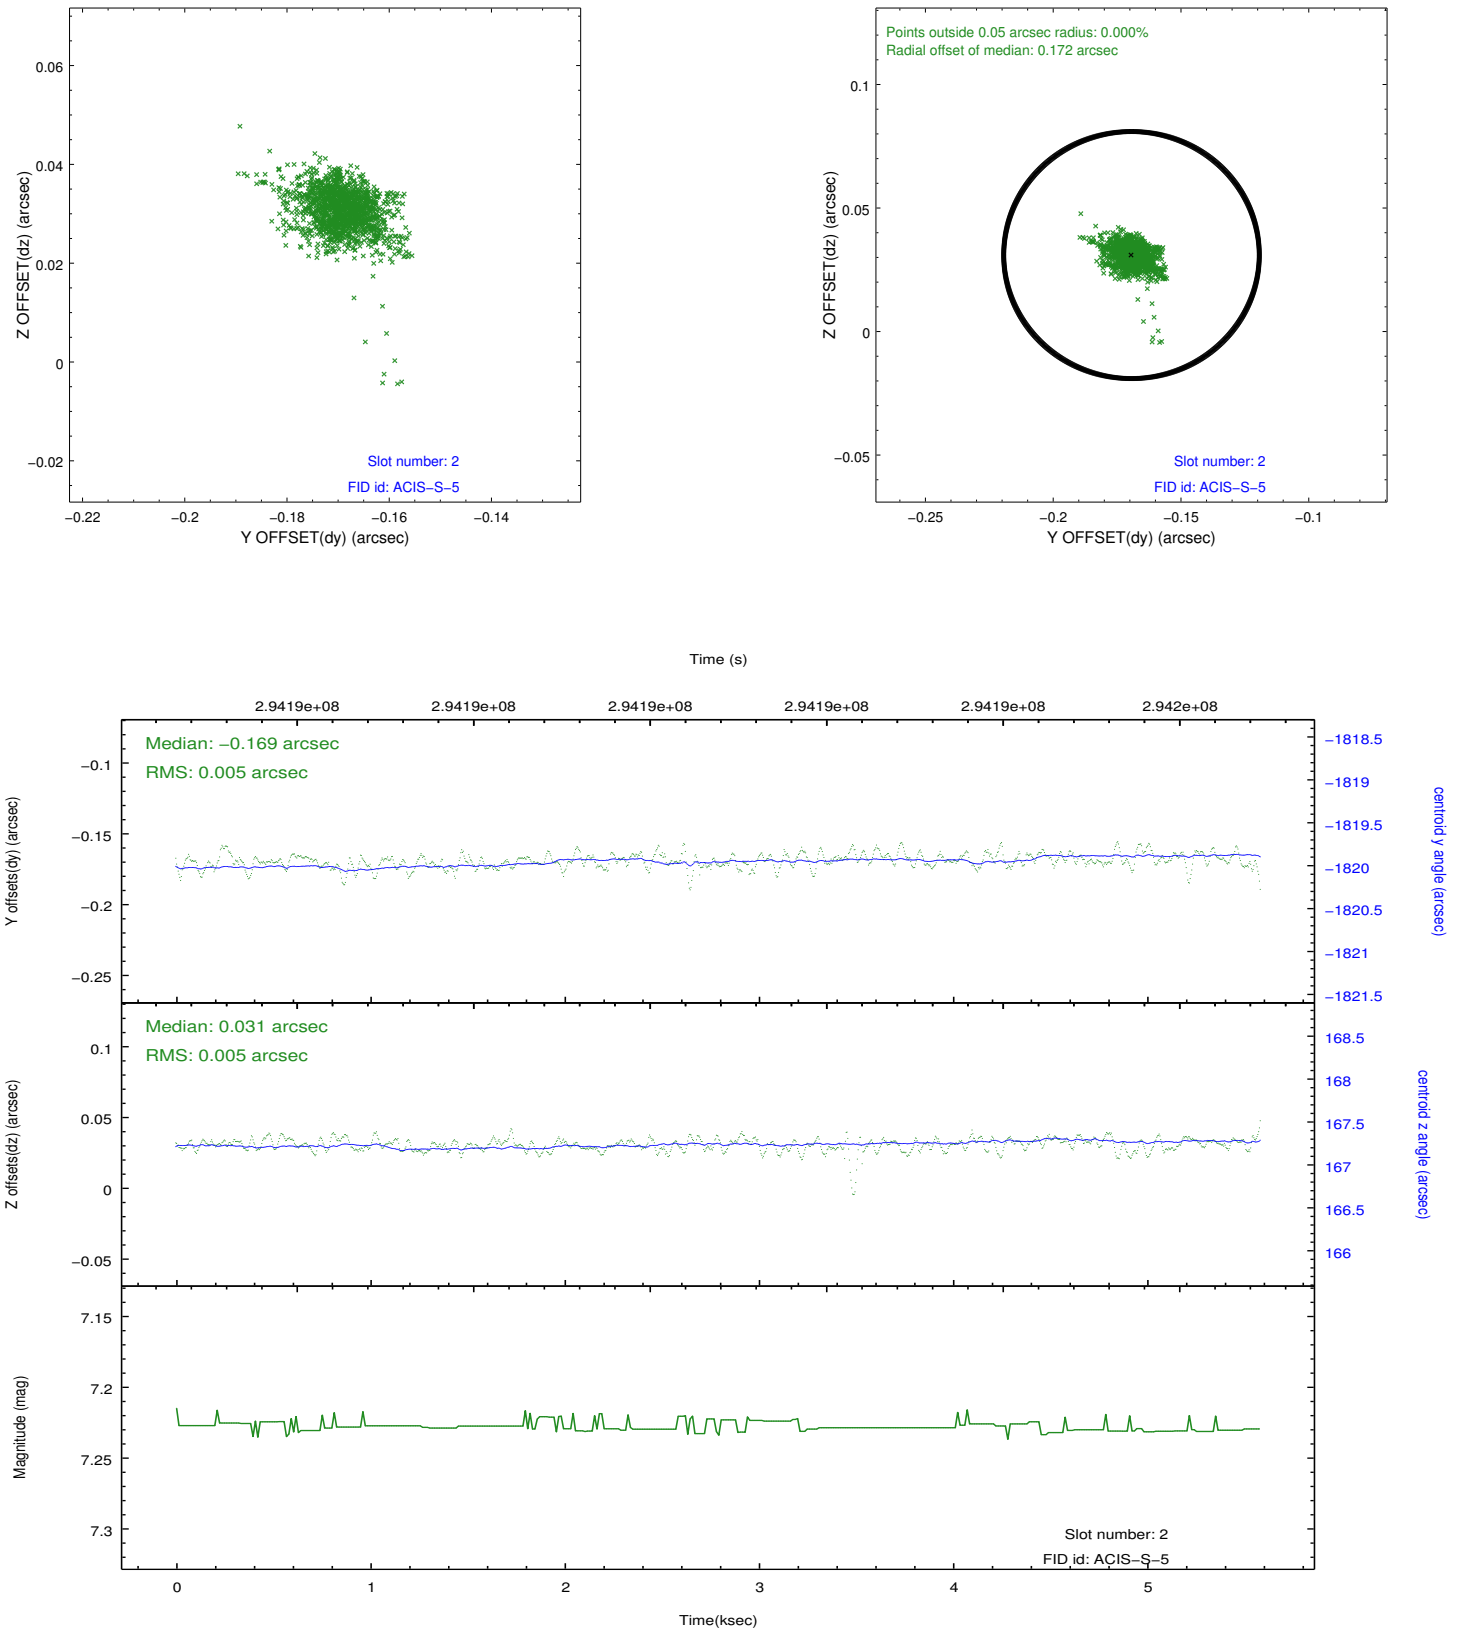 0.06
0.04
0.02
0
−0.02
Z OFFSET(dz) (arcsec)
Slot number: 2
FID id: ACIS−S−5
−0.22
−0.2
−0.18
−0.16
−0.14
Y OFFSET(dy) (arcsec)
Points outside 0.05 arcsec radius: 0.000%
Radial offset of median: 0.172 arcsec
0.1
0.05
0
−0.05
Z OFFSET(dz) (arcsec)
Slot number: 2
FID id: ACIS−S−5
−0.25
−0.2
−0.15
−0.1
Y OFFSET(dy) (arcsec)
Time (s)
2.9419e+08
2.9419e+08
2.9419e+08
2.9419e+08
2.9419e+08
2.942e+08
Median: −0.169 arcsec
RMS: 0.005 arcsec
−0.1
−0.15
−0.2
−0.25
Y offsets(dy) (arcsec)
−1818.5
−1819
−1819.5
−1820
−1820.5
−1821
−1821.5
centroid y angle (arcsec)
Median: 0.031 arcsec
RMS: 0.005 arcsec
0.1
0.05
0
−0.05
Z offsets(dz) (arcsec)
168.5
168
167.5
167
166.5
166
centroid z angle (arcsec)
7.15
7.2
7.25
7.3
Magnitude (mag)
Slot number: 2
FID id: ACIS−S−5
0
1
2
3
4
5
Time(ksec)